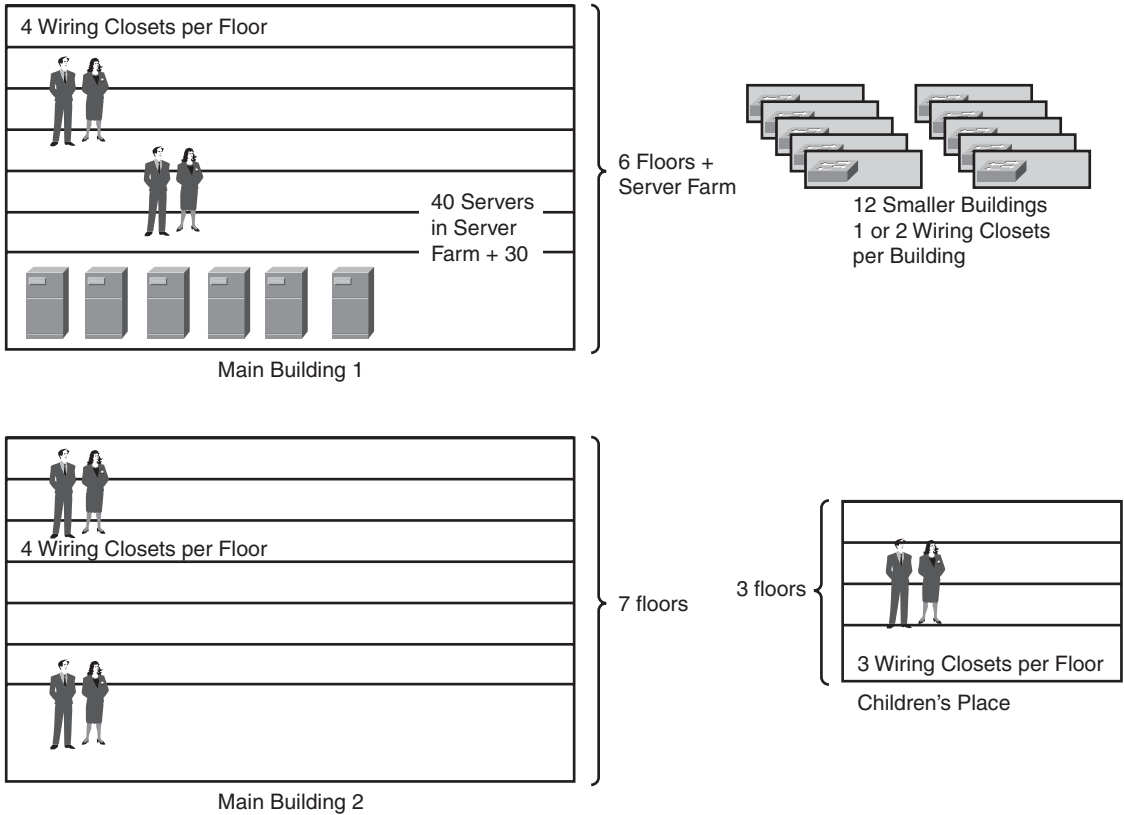 4 Wiring Closets per Floor
40 Servers
in Server
Farm + 30
6 Floors +
Server Farm
Main Building 1
12 Smaller Buildings
1 or 2 Wiring Closets
per Building
4 Wiring Closets per Floor
7 floors
Main Building 2
3 floors
3 Wiring Closets per Floor
Children’s Place